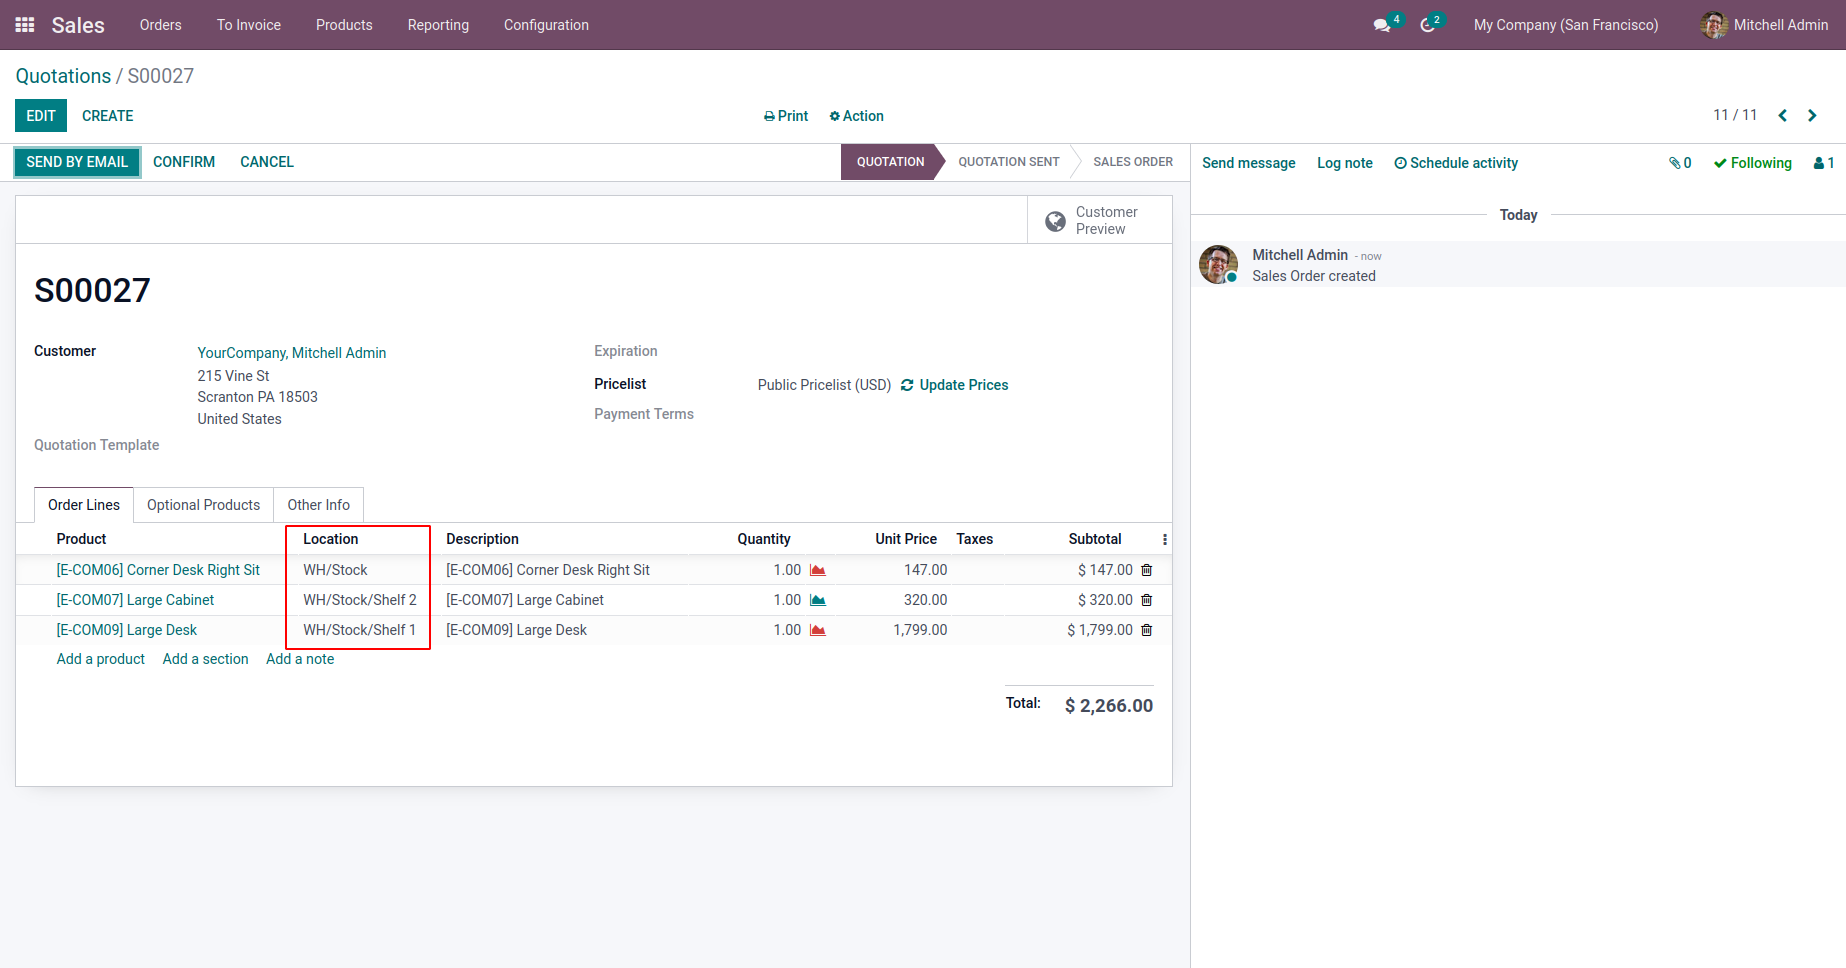 Sales Orders To Invoice Products Reporting Configuration 4 2 My Company (San Francisco) Mitchell Admin
Quotations / S00027
EDIT CREATE Print Action 11 / 11
SEND BY EMAIL CONFIRM CANCEL QUOTATION QUOTATION SENT SALES ORDER
Send message Log note Schedule activity 0 Following 1
Customer
Preview
Today
Mitchell Admin - now
Sales Order created
S00027
Customer YourCompany, Mitchell Admin
215 Vine St
Scranton PA 18503
United States
Quotation Template
Expiration
Pricelist Public Pricelist (USD) Update Prices
Payment Terms
Order Lines Optional Products Other Info
Product Location Description Quantity Unit Price Taxes Subtotal
[E-COM06] Corner Desk Right Sit WH/Stock [E-COM06] Corner Desk Right Sit 1.00 147.00 $ 147.00
[E-COM07] Large Cabinet WH/Stock/Shelf 2 [E-COM07] Large Cabinet 1.00 320.00 $ 320.00
[E-COM09] Large Desk WH/Stock/Shelf 1 [E-COM09] Large Desk 1.00 1,799.00 $ 1,799.00
Add a product Add a section Add a note
Total: $ 2,266.00